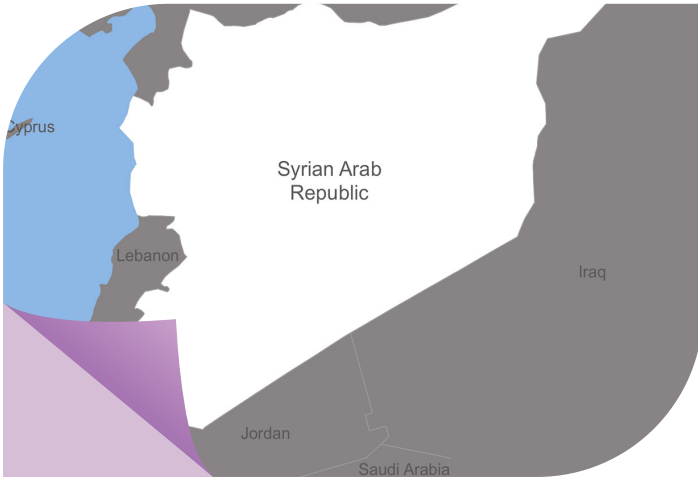 Cyprus
Syrian Arab
Republic
Lebanon
Iraq
Jordan
Saudi Arabia